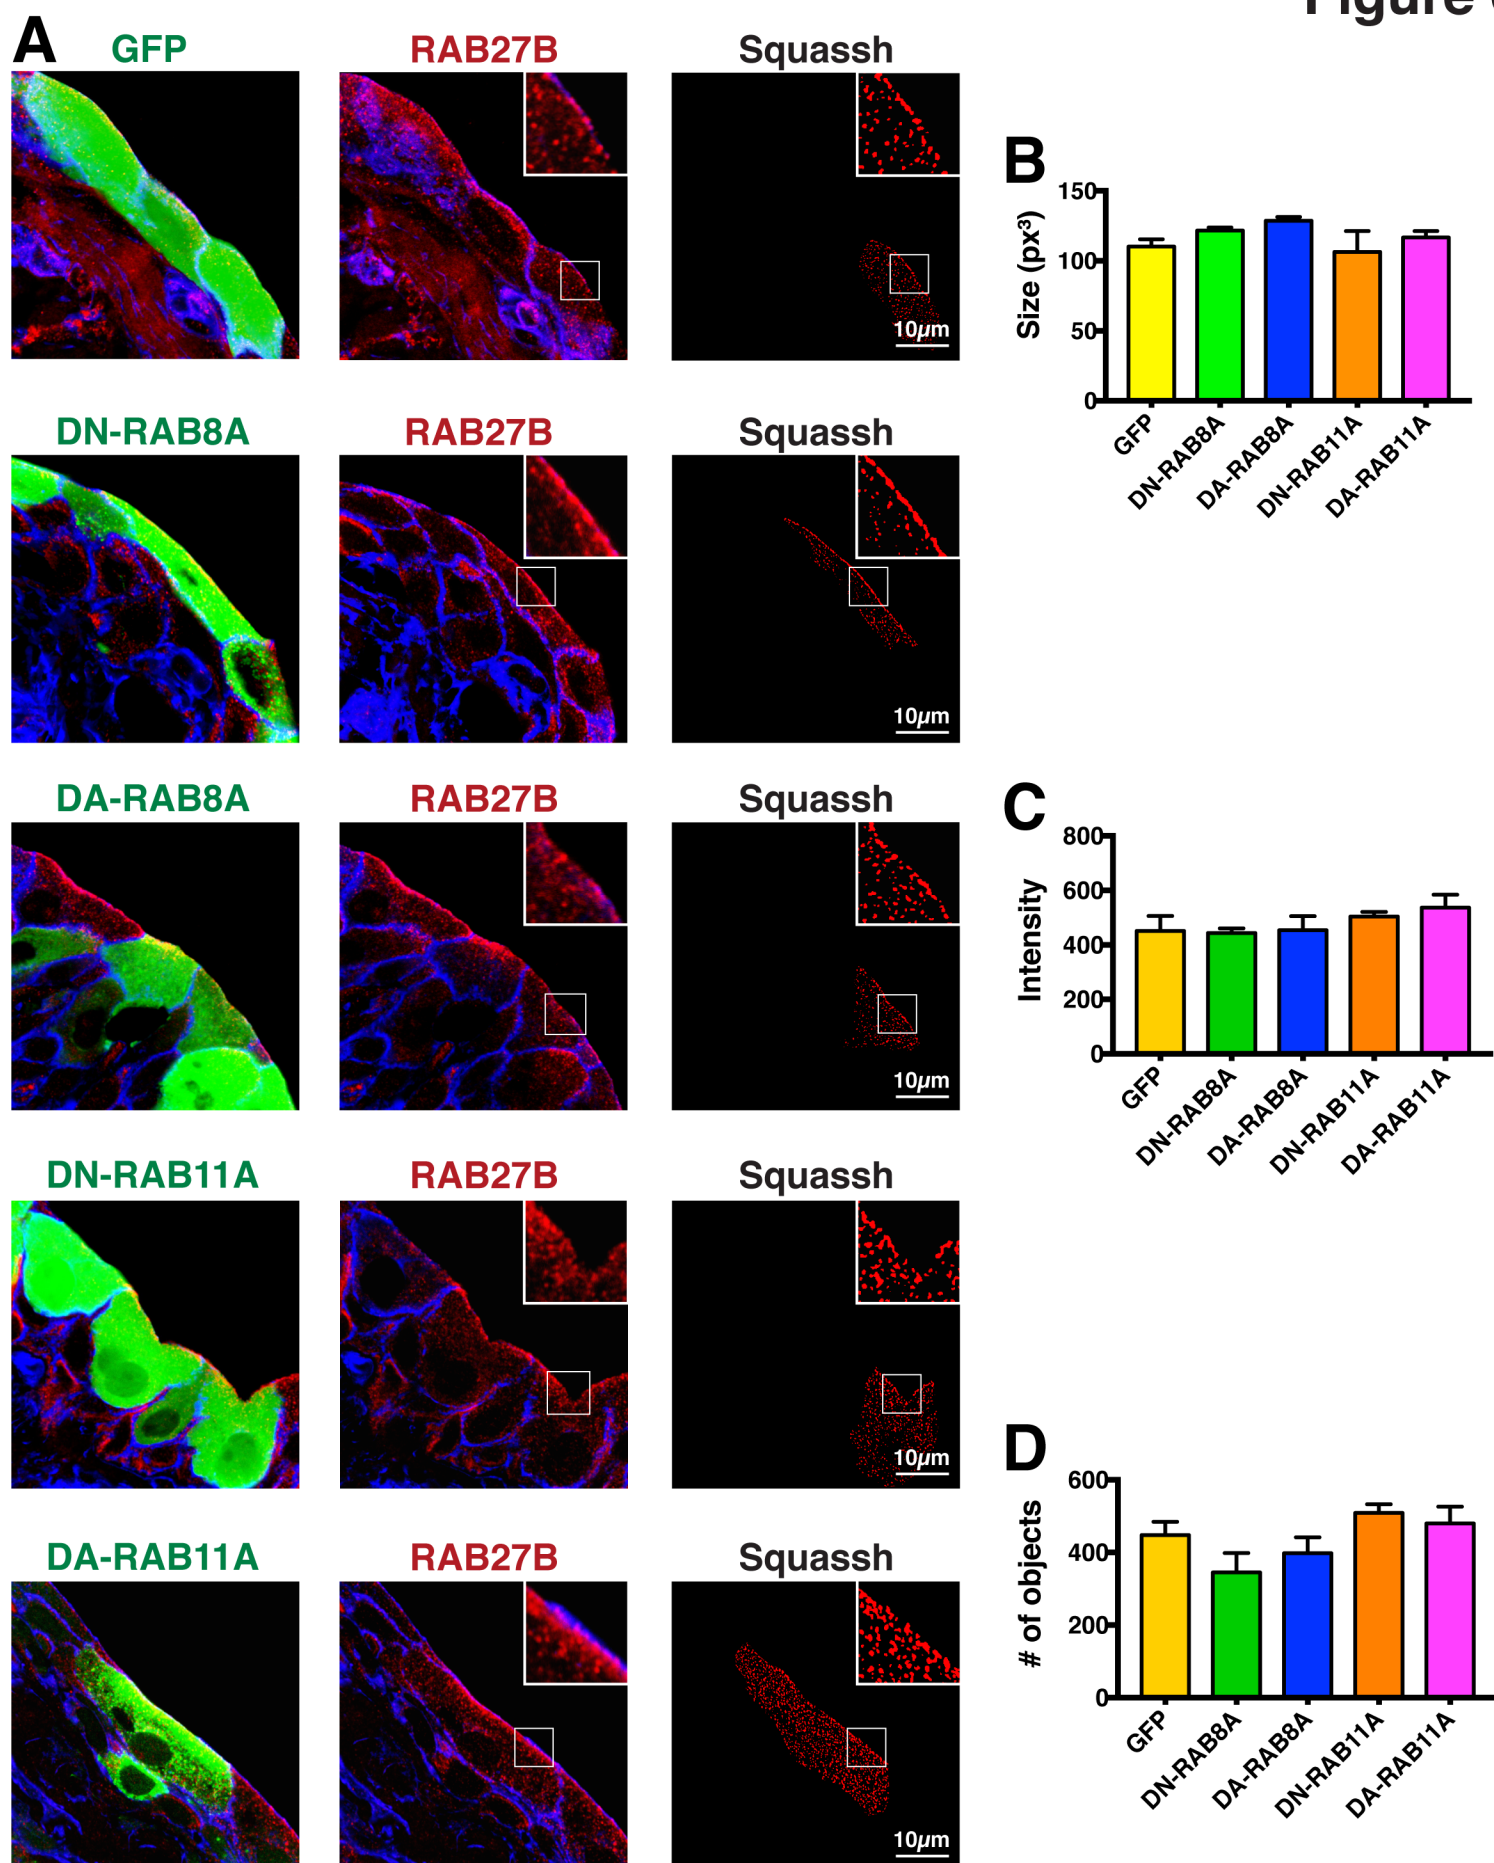 Figure
A
GFP
RAB27B
Squassh
10µm
DN-RAB8A
RAB27B
Squassh
10µm
DA-RAB8A
RAB27B
Squassh
10µm
DN-RAB11A
RAB27B
Squassh
10µm
DA-RAB11A
RAB27B
Squassh
10µm
B
Size (px³)
150
100
50
0
GFP
DN-RAB8A
DA-RAB8A
DN-RAB11A
DA-RAB11A
C
Intensity
800
600
400
200
0
GFP
DN-RAB8A
DA-RAB8A
DN-RAB11A
DA-RAB11A
D
# of objects
600
400
200
0
GFP
DN-RAB8A
DA-RAB8A
DN-RAB11A
DA-RAB11A